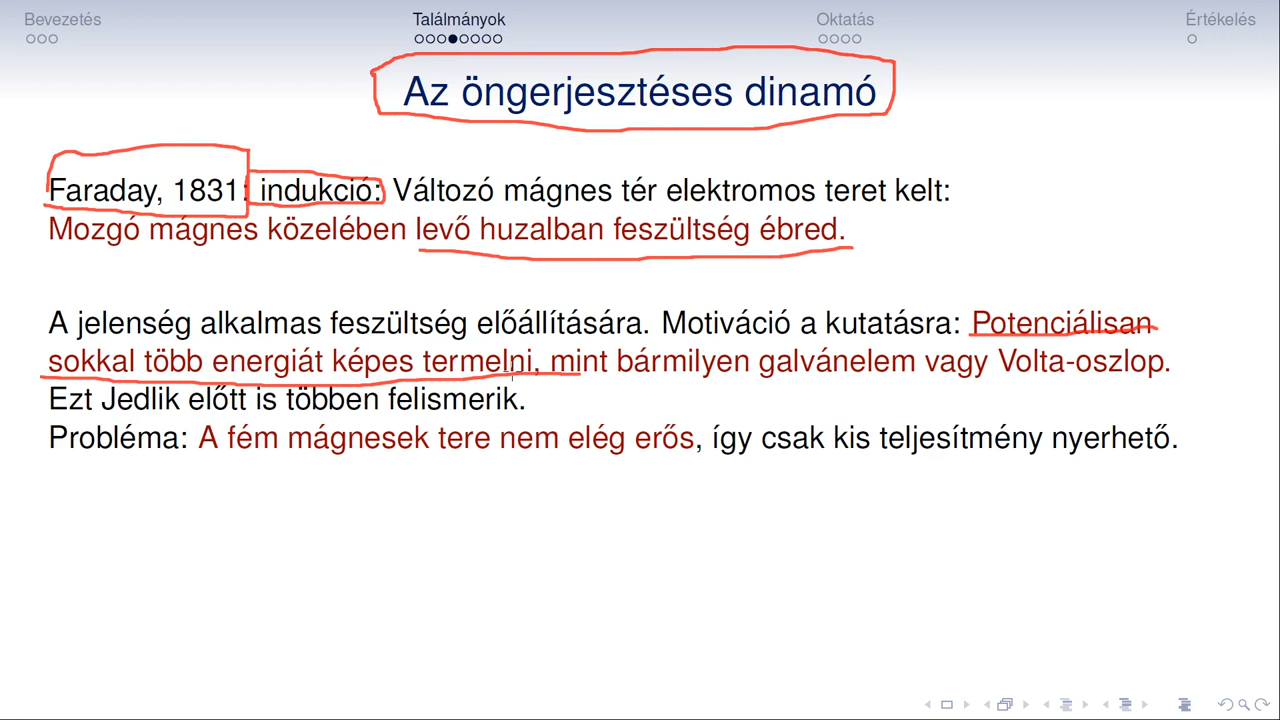 Bevezetés Találmányok Oktatás Értékelés
Az öngerjesztéses dinamó
Faraday, 1831: indukció: Változó mágnes tér elektromos teret kelt:
Mozgó mágnes közelében levő huzalban feszültség ébred.
A jelenség alkalmas feszültség előállítására. Motiváció a kutatásra: Potenciálisan
sokkal több energiát képes termelni, mint bármilyen galvánelem vagy Volta-oszlop.
Ezt Jedlik előtt is többen felismerik.
Probléma: A fém mágnesek tere nem elég erős, így csak kis teljesítmény nyerhető.